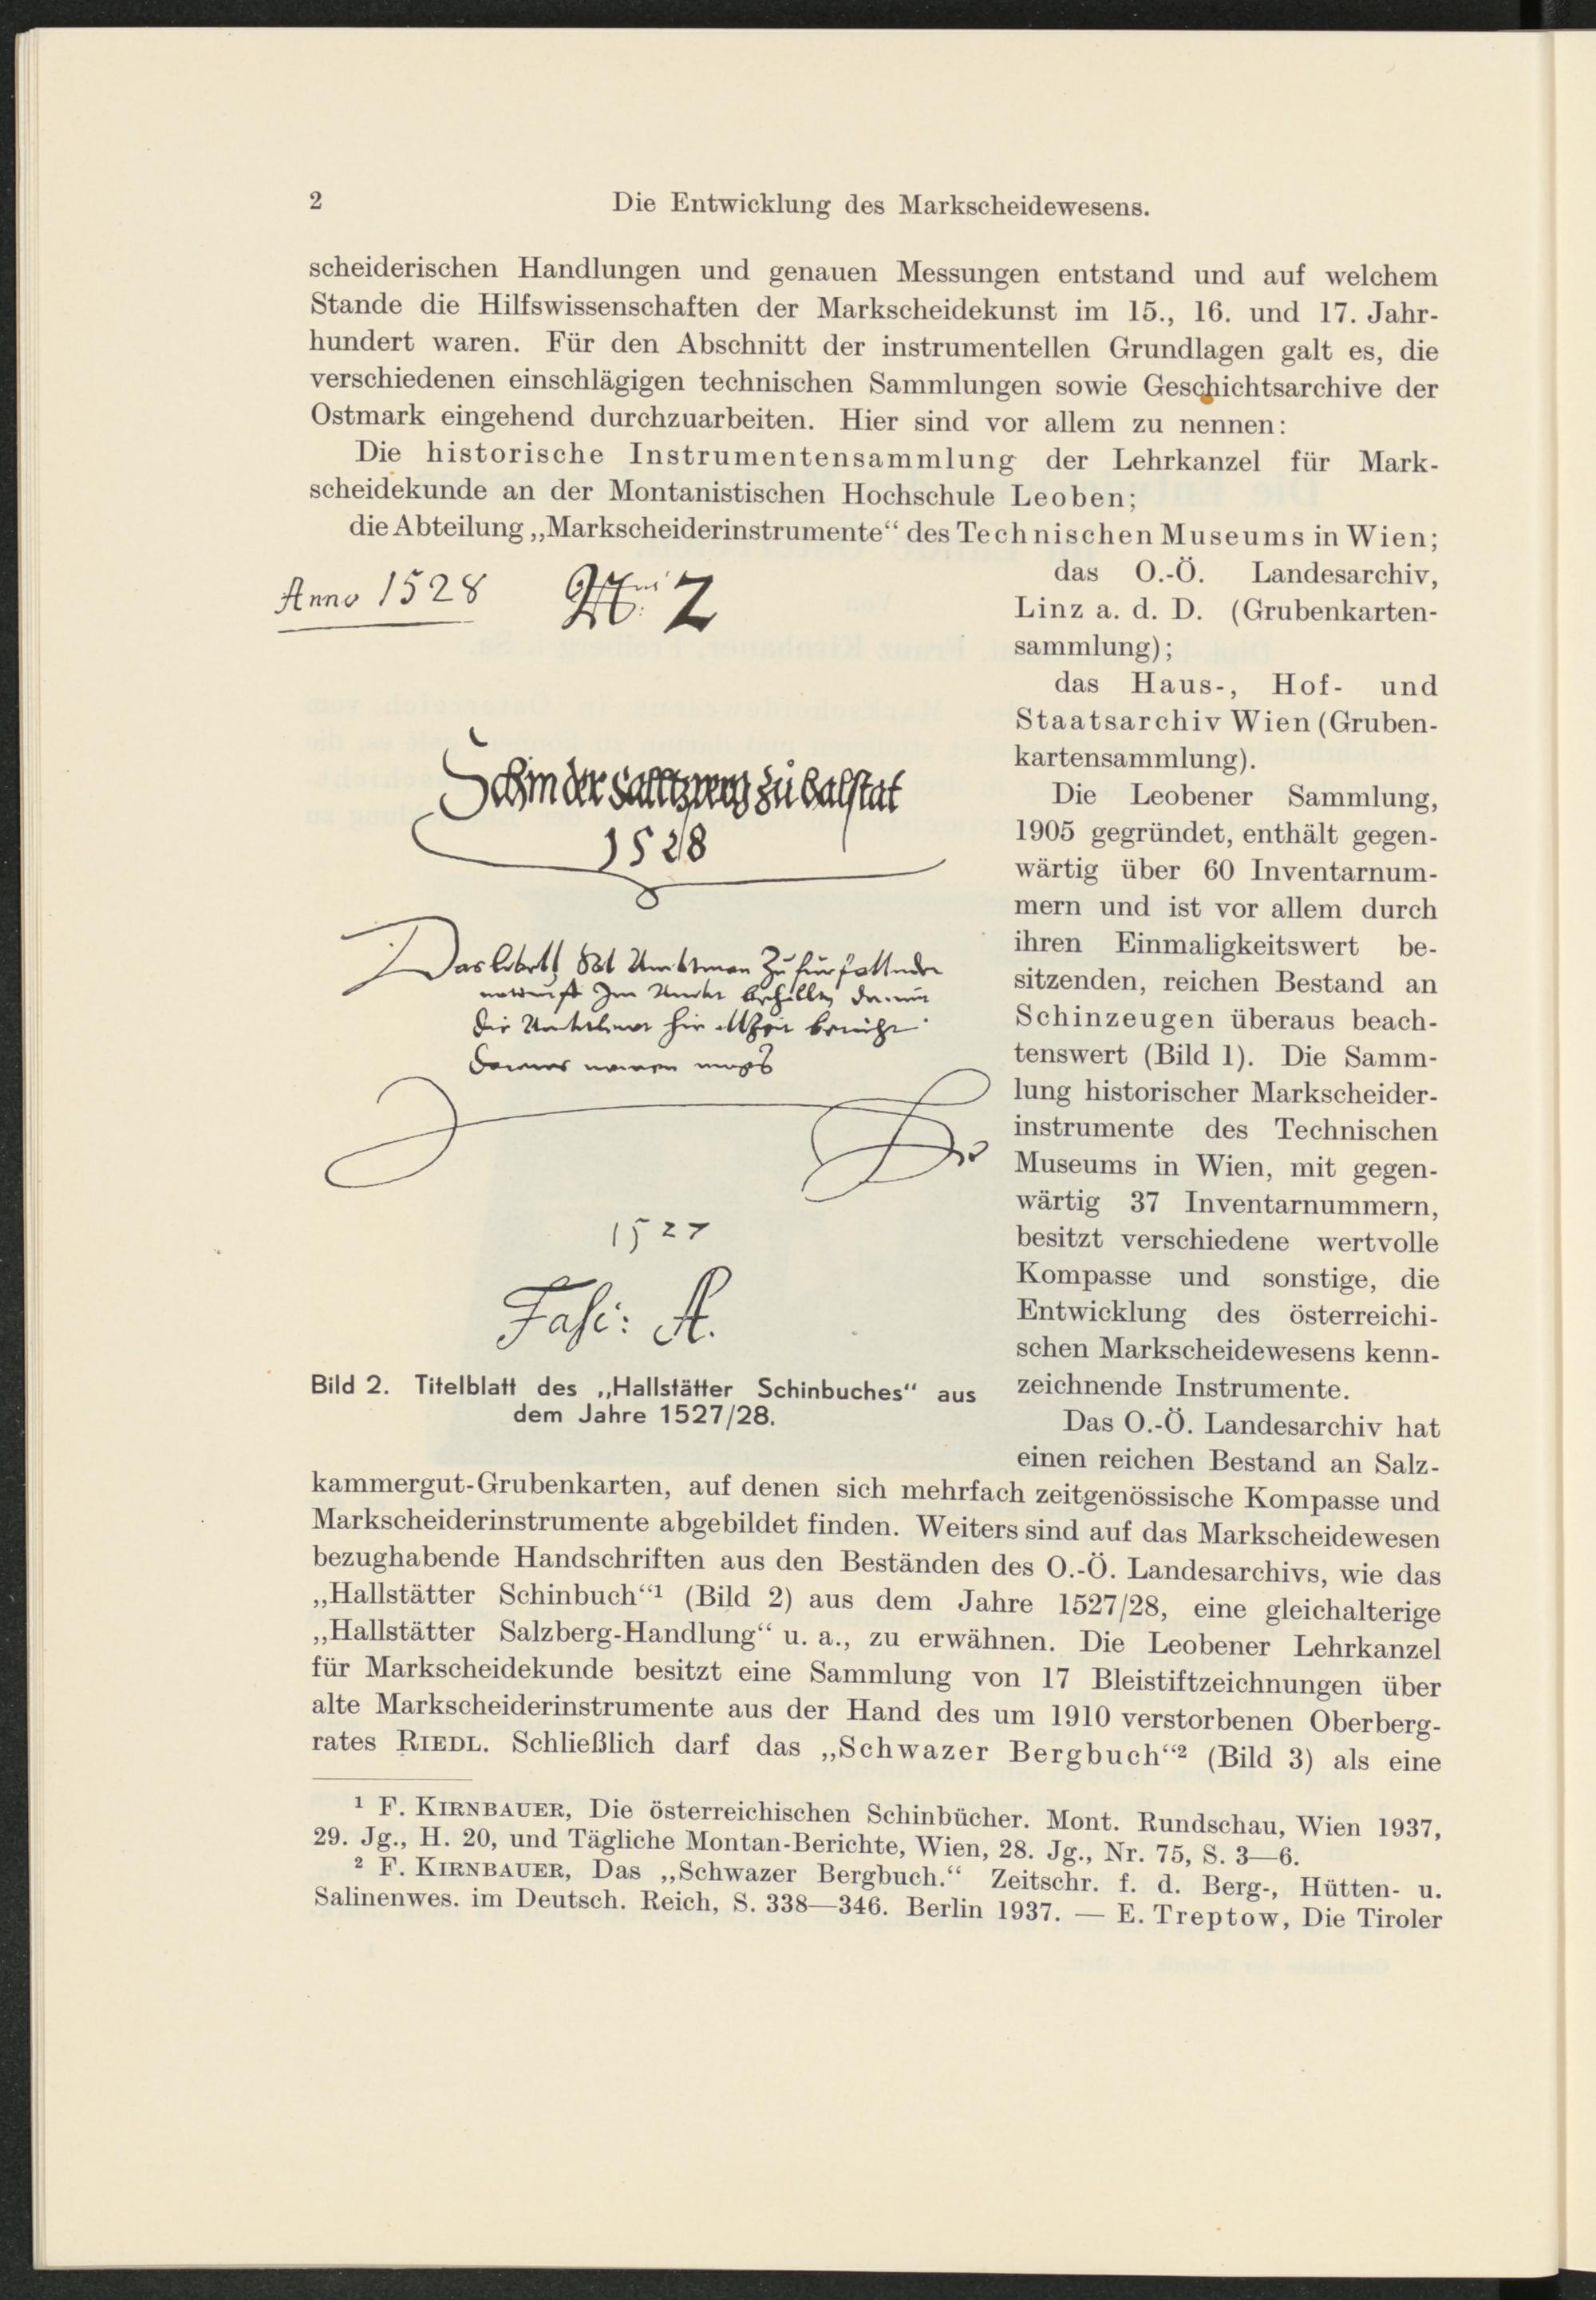 2
Die Entwicklung des Markscheidewesens.
scheiderischen Handlungen und genauen Messungen entstand und auf welchem
Stande die Hilfswissenschaften der Markscheidekunst im 15., 16. und 17. Jahr-
hundert waren. Für den Abschnitt der instrumentellen Grundlagen galt es, die
verschiedenen einschlägigen technischen Sammlungen sowie Geschichtsarchive der
Ostmark eingehend durchzuarbeiten. Hier sind vor allem zu nennen:
Die historische Instrumentensammlung der Lehrkanzel für Mark-
scheidekunde an der Montanistischen Hochschule Leoben;
die Abteilung „Markscheiderinstrumente“ des Technischen Museums in Wien;
Anno 1528
Schin der Salltzperg zu halstat
1528
Das
1527
Fasc: A.
Bild 2. Titelblatt des „Hallstätter Schinbuches“ aus
dem Jahre 1527/28.
das O.-Ö. Landesarchiv,
Linz a. d. D. (Grubenkarten-
sammlung);
das Haus-, Hof- und
Staatsarchiv Wien (Gruben-
kartensammlung).
Die Leobener Sammlung,
1905 gegründet, enthält gegen-
wärtig über 60 Inventarnum-
mern und ist vor allem durch
ihren Einmaligkeitswert be-
sitzenden, reichen Bestand an
Schinzeugen überaus beach-
tenswert (Bild 1). Die Samm-
lung historischer Markscheider-
instrumente des Technischen
Museums in Wien, mit gegen-
wärtig 37 Inventarnummern,
besitzt verschiedene wertvolle
Kompasse und sonstige, die
Entwicklung des österreichi-
schen Markscheidewesens kenn-
zeichnende Instrumente.
Das O.-Ö. Landesarchiv hat
einen reichen Bestand an Salz-
kammergut-Grubenkarten, auf denen sich mehrfach zeitgenössische Kompasse und
Markscheiderinstrumente abgebildet finden. Weiters sind auf das Markscheidewesen
bezughabende Handschriften aus den Beständen des O.-Ö. Landesarchivs, wie das
„Hallstätter Schinbuch“¹ (Bild 2) aus dem Jahre 1527/28, eine gleichalterige
„Hallstätter Salzberg-Handlung“ u. a., zu erwähnen. Die Leobener Lehrkanzel
für Markscheidekunde besitzt eine Sammlung von 17 Bleistiftzeichnungen über
alte Markscheiderinstrumente aus der Hand des um 1910 verstorbenen Oberberg-
rates RIEDL. Schließlich darf das „Schwazer Bergbuch“² (Bild 3) als eine
¹ F. KIRNBAUER, Die österreichischen Schinbücher. Mont. Rundschau, Wien 1937,
29. Jg., H. 20, und Tägliche Montan-Berichte, Wien, 28. Jg., Nr. 75, S. 3—6.
² F. KIRNBAUER, Das „Schwazer Bergbuch.“ Zeitschr. f. d. Berg-, Hütten- u.
Salinenwes. im Deutsch. Reich, S. 338—346. Berlin 1937. — E. Treptow, Die Tiroler